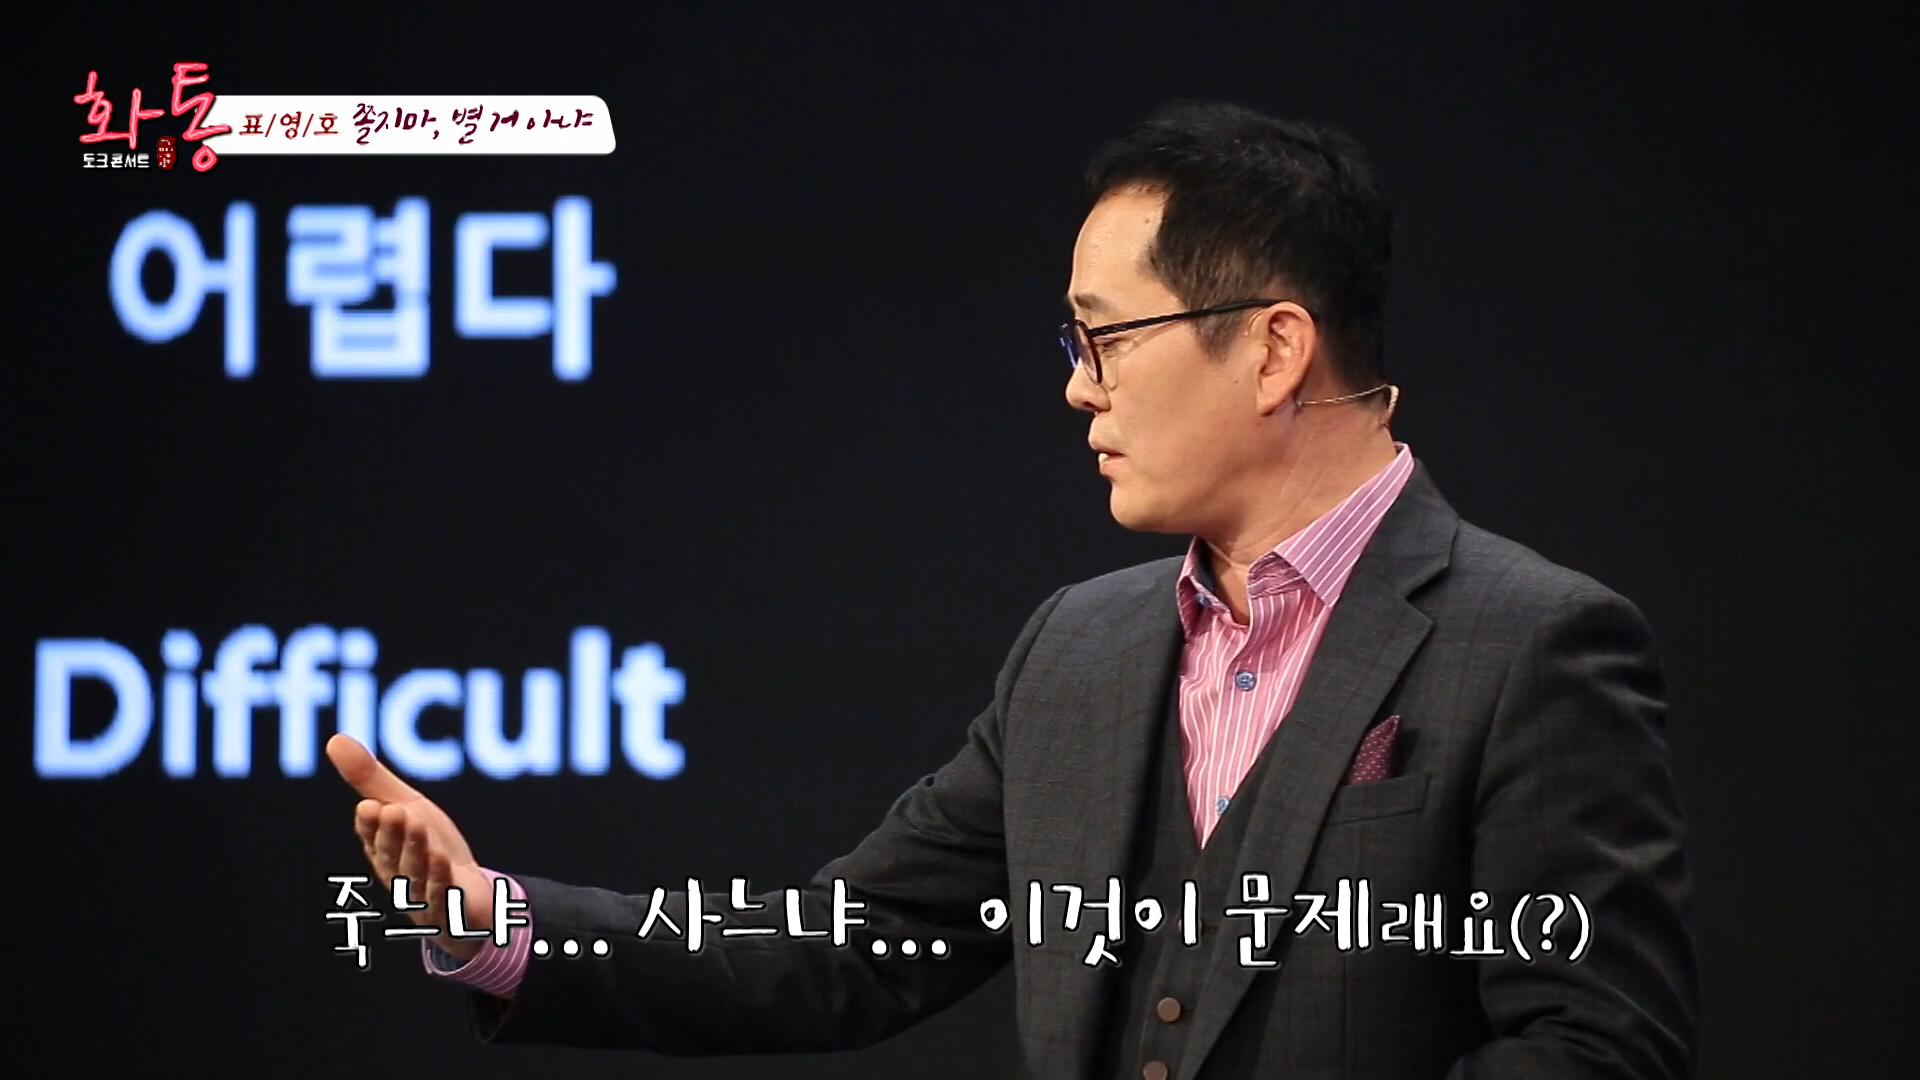 화통
토크콘서트
표/영/호 쫄지마, 별거아냐
어렵다
Difficult
죽느냐... 사느냐... 이것이 문제래요(?)